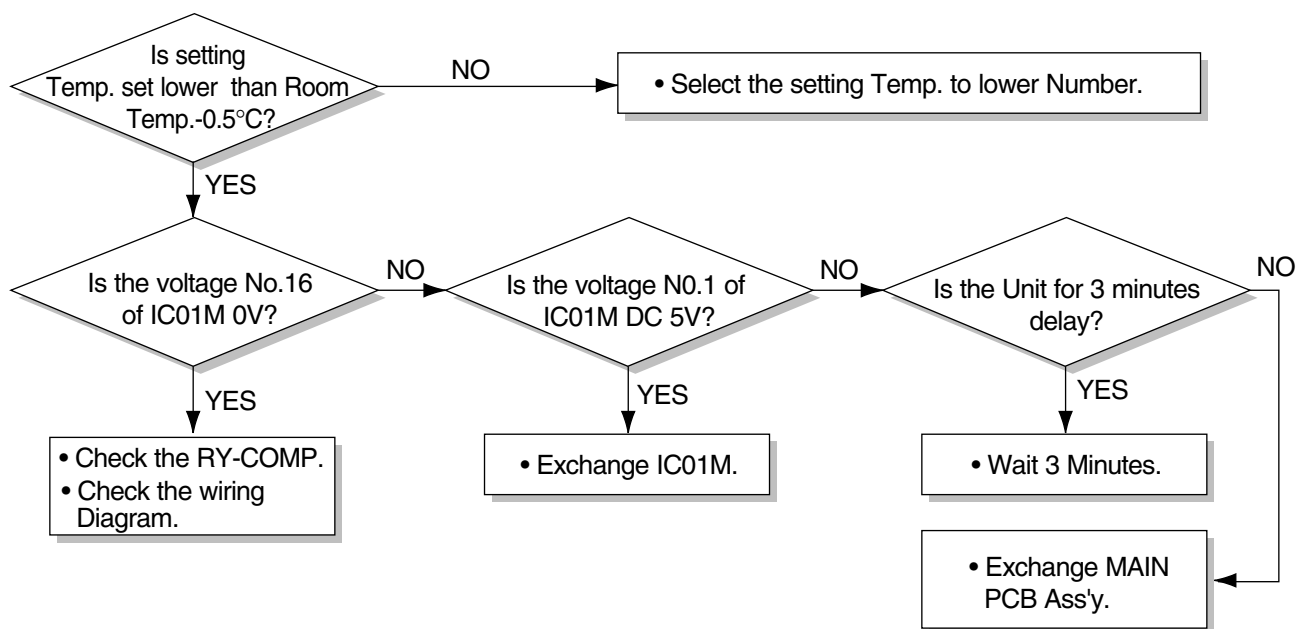 Is setting
Temp. set lower than Room
Temp.-0.5°C?
NO
• Select the setting Temp. to lower Number.
YES
Is the voltage No.16
of IC01M 0V?
NO
Is the voltage N0.1 of
IC01M DC 5V?
NO
Is the Unit for 3 minutes
delay?
NO
YES
• Check the RY-COMP.
• Check the wiring
Diagram.
YES
• Exchange IC01M.
YES
• Wait 3 Minutes.
• Exchange MAIN
PCB Ass'y.